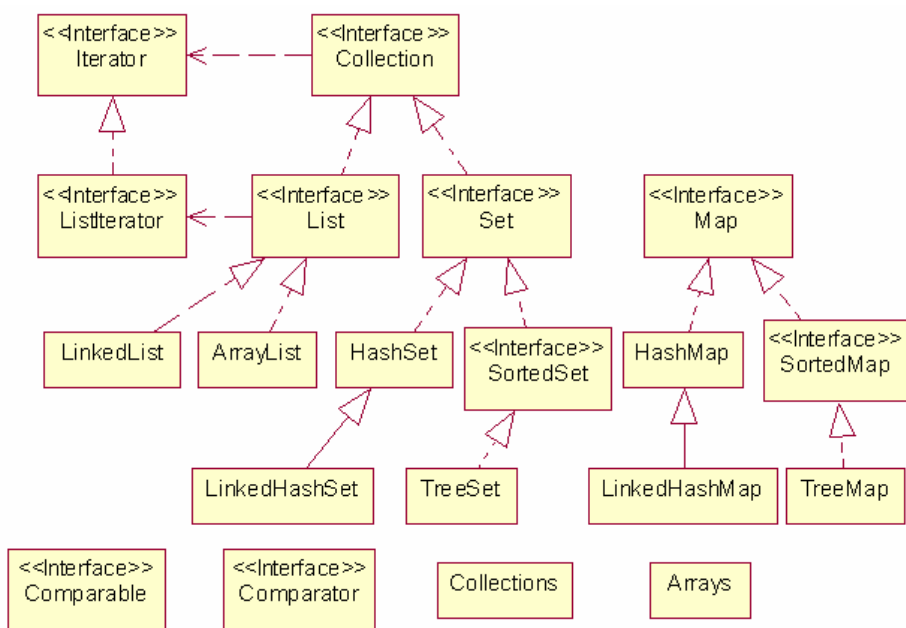 <<Interface>>
Iterator
<<Interface>>
Collection
<<Interface>>
ListIterator
<<Interface>>
List
<<Interface>>
Set
<<Interface>>
Map
LinkedList
ArrayList
HashSet
<<Interface>>
SortedSet
HashMap
<<Interface>>
SortedMap
LinkedHashSet
TreeSet
LinkedHashMap
TreeMap
<<Interface>>
Comparable
<<Interface>>
Comparator
Collections
Arrays